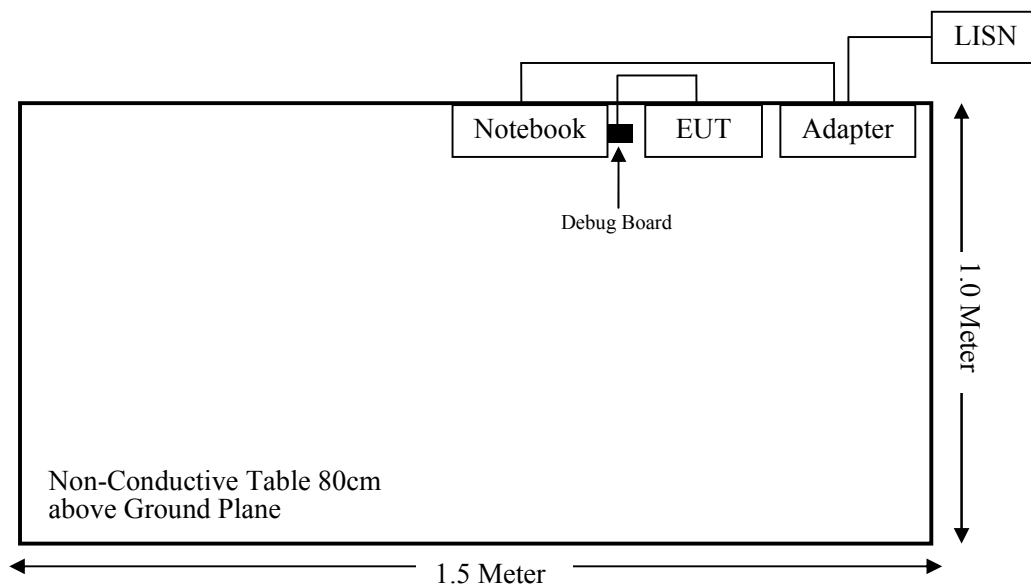 LISN
Notebook
EUT
Adapter
Debug Board
1.0 Meter
Non-Conductive Table 80cm
above Ground Plane
1.5 Meter